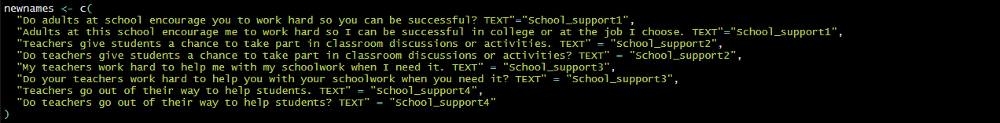 newnames <- c(
"Do adults at school encourage you to work hard so you can be successful? TEXT"="School_support1",
"Adults at this school encourage me to work hard so I can be successful in college or at the job I choose. TEXT"="School_support1",
"Teachers give students a chance to take part in classroom discussions or activities. TEXT" = "School_support2",
"Do teachers give students a chance to take part in classroom discussions or activities? TEXT" = "School_support2",
"My teachers work hard to help me with my schoolwork when I need it. TEXT" = "School_support3",
"Do your teachers work hard to help you with your schoolwork when you need it? TEXT" = "School_support3",
"Teachers go out of their way to help students. TEXT" = "School_support4",
"Do teachers go out of their way to help students? TEXT" = "School_support4"
)